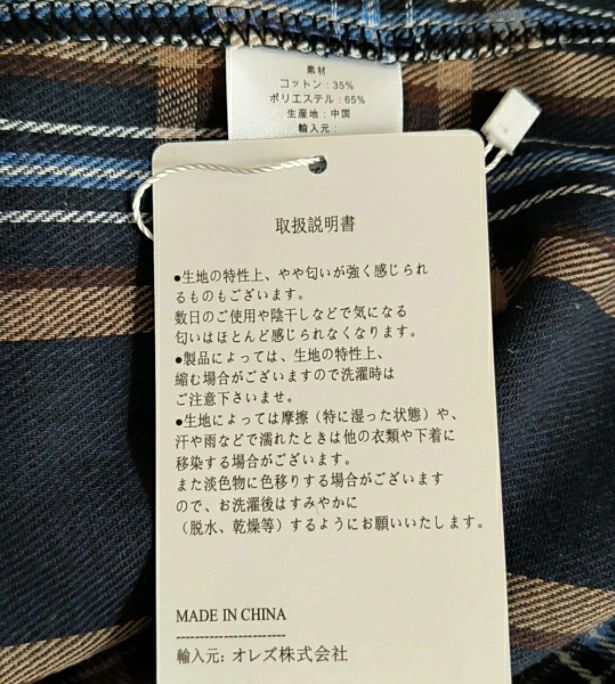 素材
コットン:35%
ポリエステル:65%
生産地:中国
輸入元:
取扱説明書
●生地の特性上、やや匂いが強く感じられ
るものもございます。
数日のご使用や陰干しなどで気になる
匂いはほとんど感じられなくなります。
●製品によっては、生地の特性上、
縮む場合がございますので洗濯時は
ご注意下さいませ。
●生地によっては摩擦（特に湿った状態）や、
汗や雨などで濡れたときは他の衣類や下着に
移染する場合がございます。
また淡色物に色移りする場合がございます
ので、お洗濯後はすみやかに
（脱水、乾燥等）するようにお願いいたします。
MADE IN CHINA
-----------------------
輸入元: オレズ株式会社